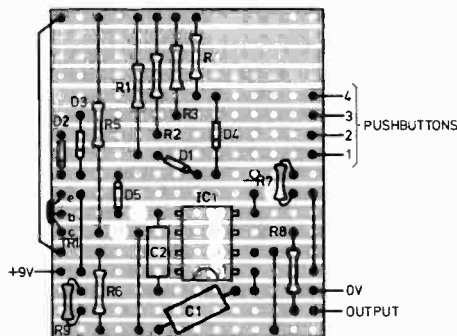 R
R1
R3
D3
D2
R5
R2
D4
D1
4
3
2
1
PUSHBUTTONS
R7
D5
IC1
e
b
c
TR1
C2
R8
+9V
1
R6
R9
C1
0V
OUTPUT